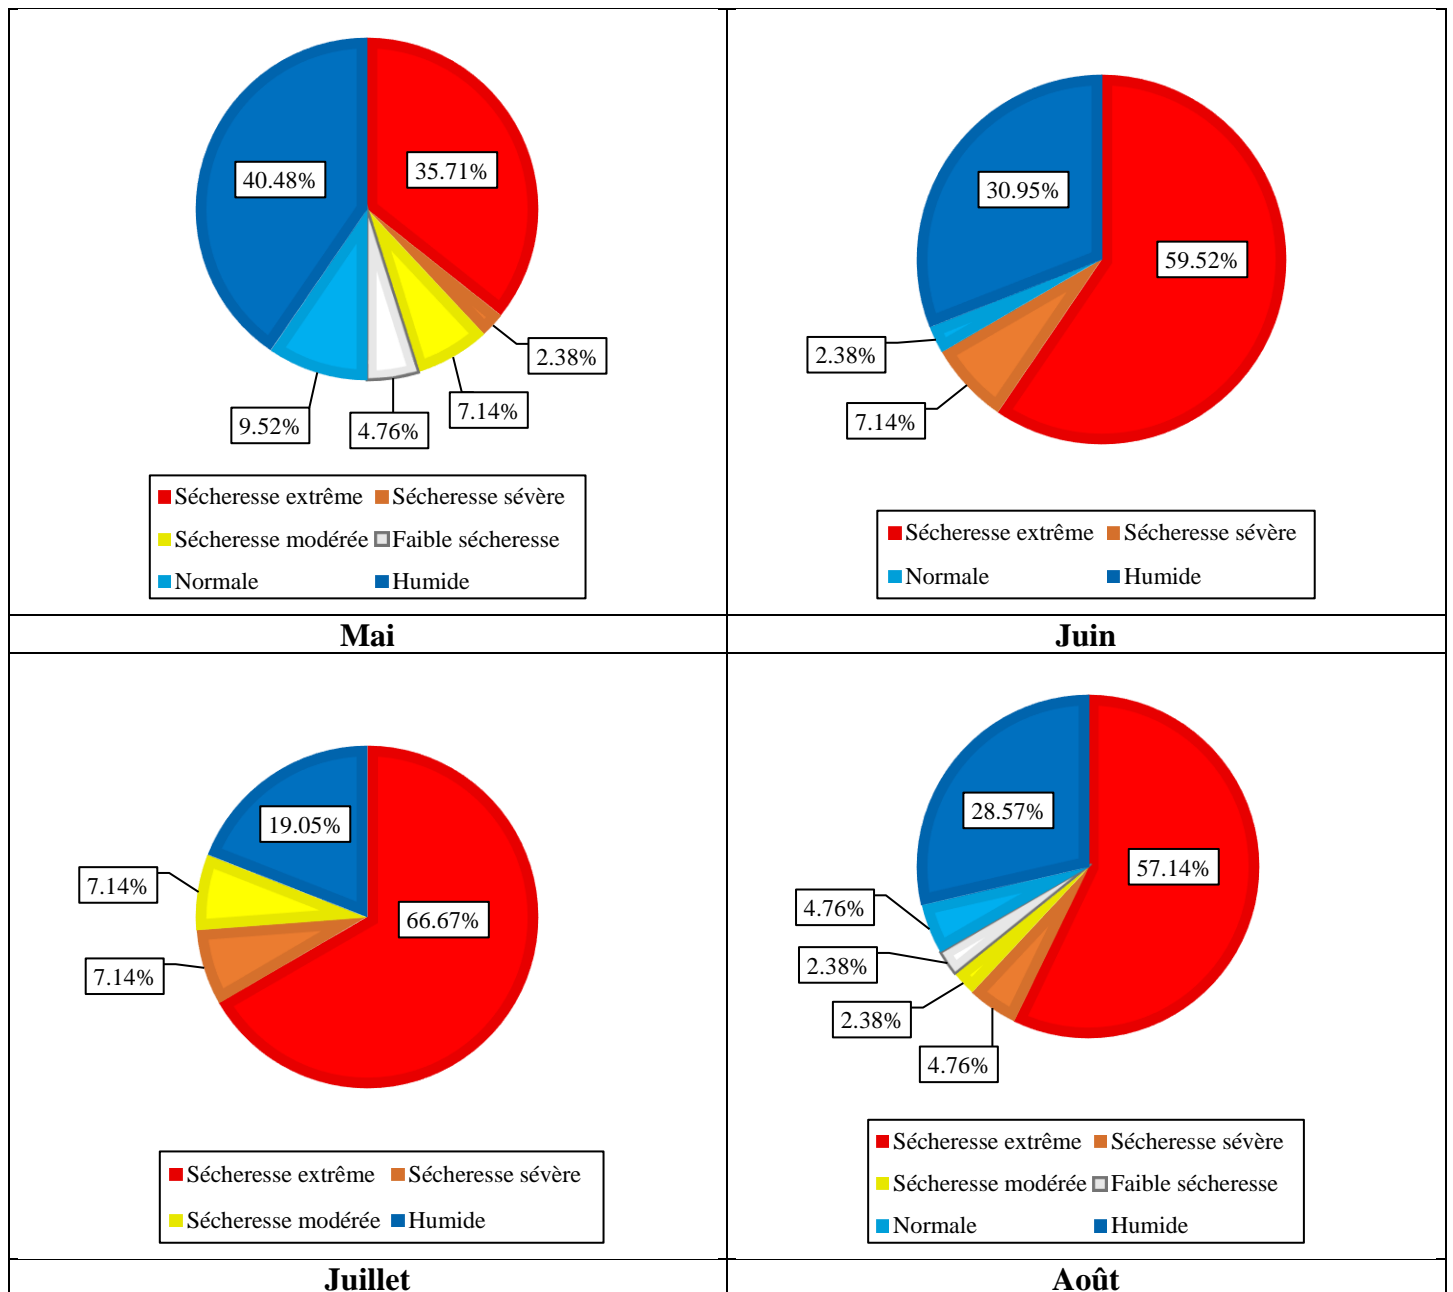 40.48%
35.71%
2.38%
7.14%
4.76%
9.52%
Sécheresse extrême Sécheresse sévère
Sécheresse modérée Faible sécheresse
Normale Humide
Mai
30.95%
59.52%
2.38%
7.14%
Sécheresse extrême Sécheresse sévère
Normale Humide
Juin
19.05%
7.14%
66.67%
7.14%
Sécheresse extrême Sécheresse sévère
Sécheresse modérée Humide
Juillet
28.57%
57.14%
4.76%
2.38%
2.38%
4.76%
Sécheresse extrême Sécheresse sévère
Sécheresse modérée Faible sécheresse
Normale Humide
Août